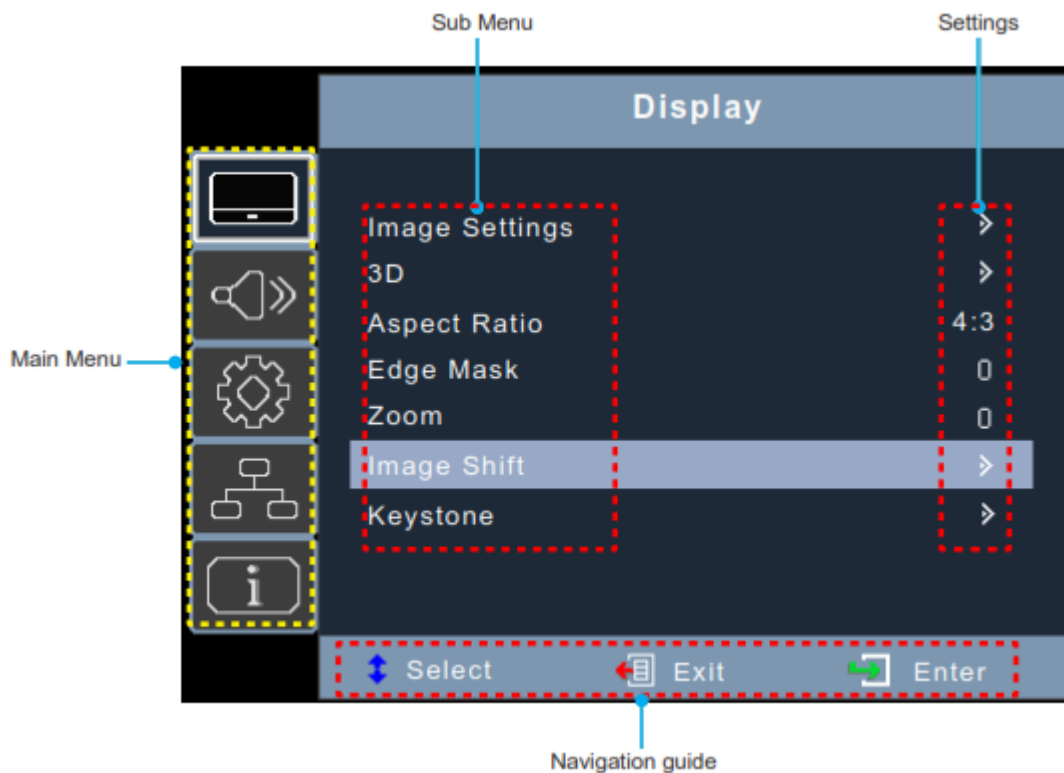 Sub Menu
Settings
Display
Image Settings
3D
Aspect Ratio 4:3
Edge Mask 0
Zoom 0
Image Shift
Keystone
Main Menu
i
Select Exit Enter
Navigation guide